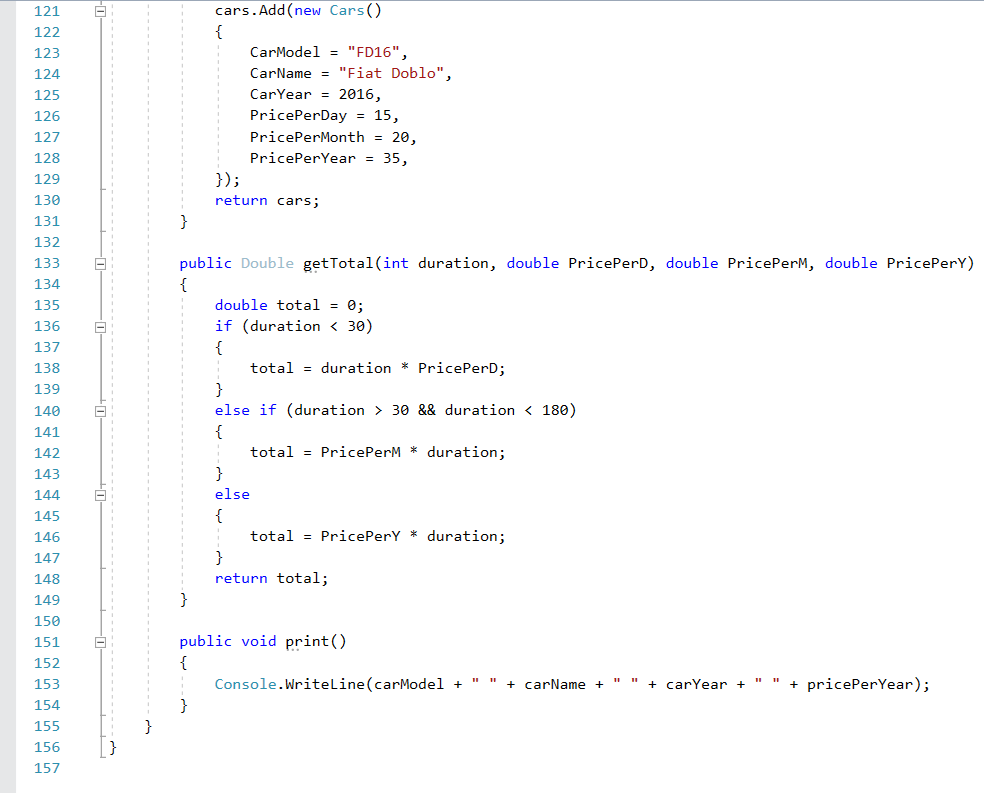 121 cars.Add(new Cars()
122 {
123 CarModel = "FD16",
124 CarName = "Fiat Doblo",
125 CarYear = 2016,
126 PricePerDay = 15,
127 PricePerMonth = 20,
128 PricePerYear = 35,
129 });
130 return cars;
131 }
132
133 public Double getTotal(int duration, double PricePerD, double PricePerM, double PricePerY)
134 {
135 double total = 0;
136 if (duration < 30)
137 {
138 total = duration * PricePerD;
139 }
140 else if (duration > 30 && duration < 180)
141 {
142 total = PricePerM * duration;
143 }
144 else
145 {
146 total = PricePerY * duration;
147 }
148 return total;
149 }
150
151 public void print()
152 {
153 Console.WriteLine(carModel + " " + carName + " " + carYear + " " + pricePerYear);
154 }
155 }
156 }
157